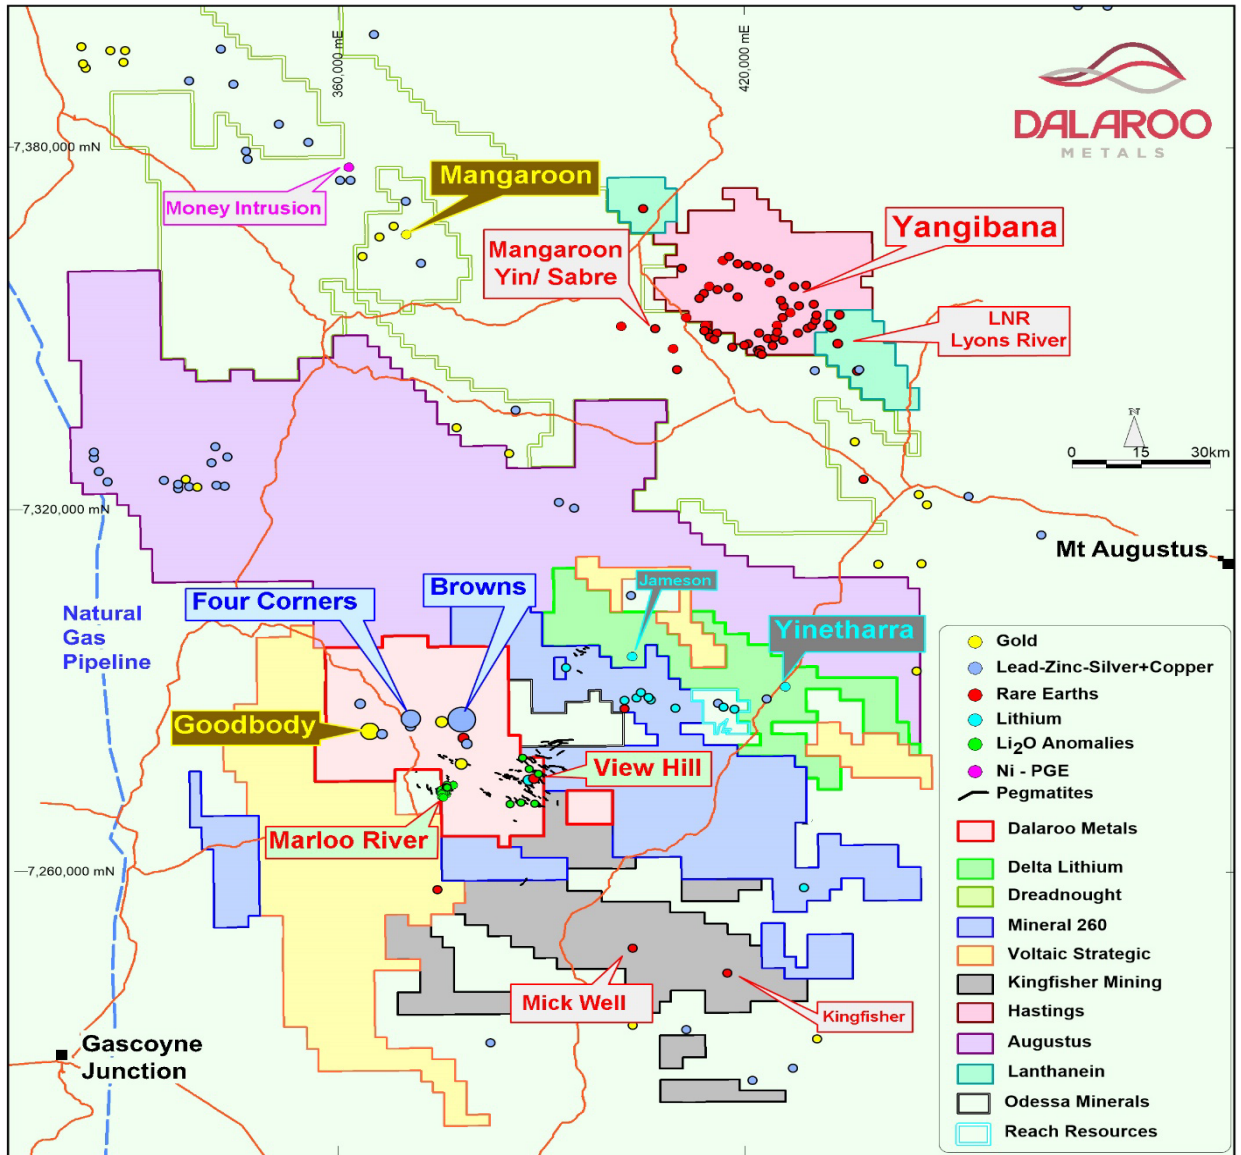 360,000 mE
420,000 mE
DALAROO
METALS
7,380,000 mN
Mangaroon
Money Intrusion
Mangaroon
Yin/ Sabre
Yangibana
LNR
Lyons River
N
0 15 30km
7,320,000 mN
Mt Augustus
Natural
Gas
Pipeline
Four Corners
Browns
Jameson
Yinetharra
Goodbody
View Hill
Marloo River
7,260,000 mN
Mick Well
Kingfisher
Gascoyne
Junction
Gold
Lead-Zinc-Silver+Copper
Rare Earths
Lithium
Li2O Anomalies
Ni - PGE
Pegmatites
Dalaroo Metals
Delta Lithium
Dreadnought
Mineral 260
Voltaic Strategic
Kingfisher Mining
Hastings
Augustus
Lanthanein
Odessa Minerals
Reach Resources